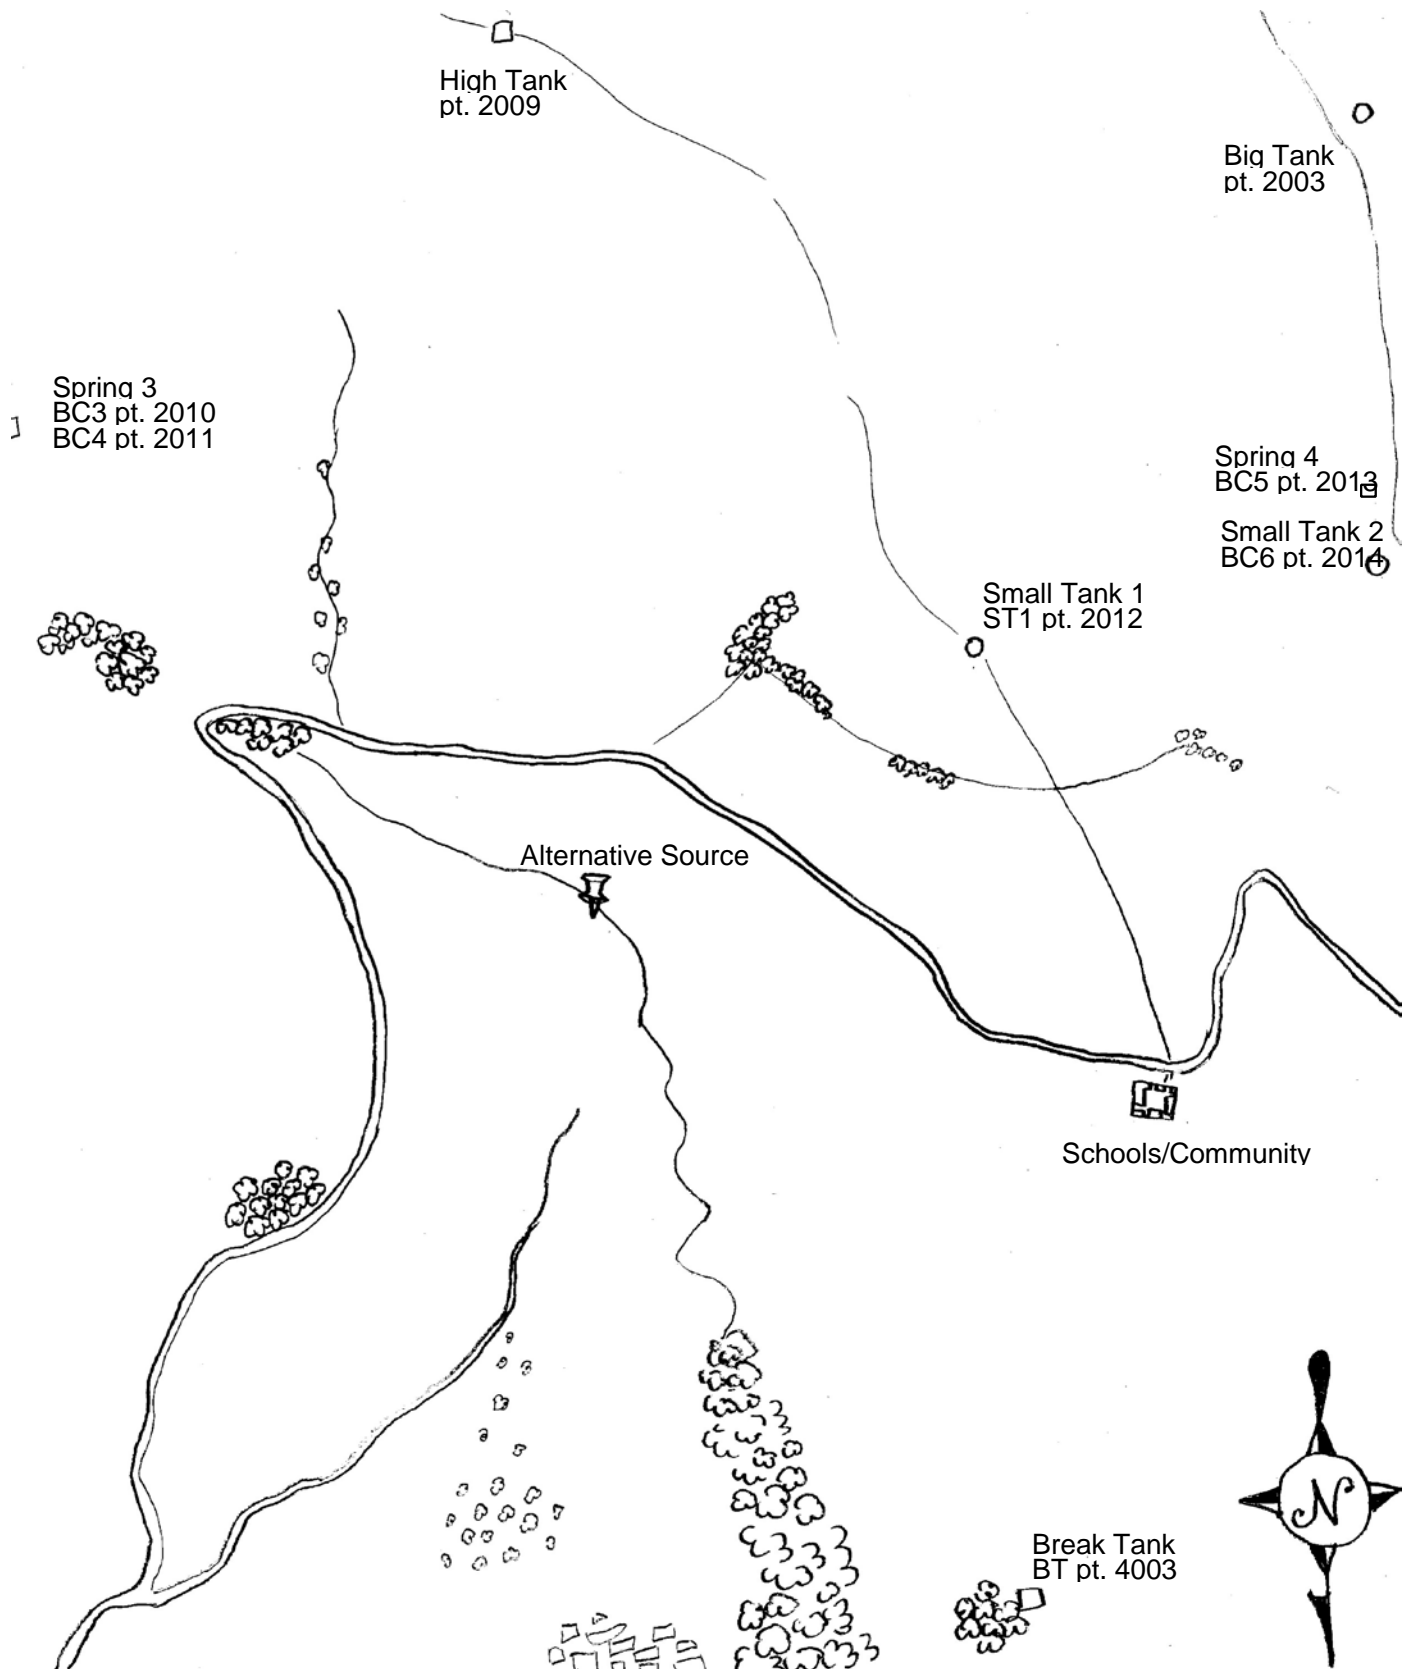 High Tank
pt. 2009
Big Tank
pt. 2003
Spring 3
BC3 pt. 2010
BC4 pt. 2011
Spring 4
BC5 pt. 2013
Small Tank 2
BC6 pt. 2014
Small Tank 1
ST1 pt. 2012
Alternative Source
Schools/Community
N
Break Tank
BT pt. 4003